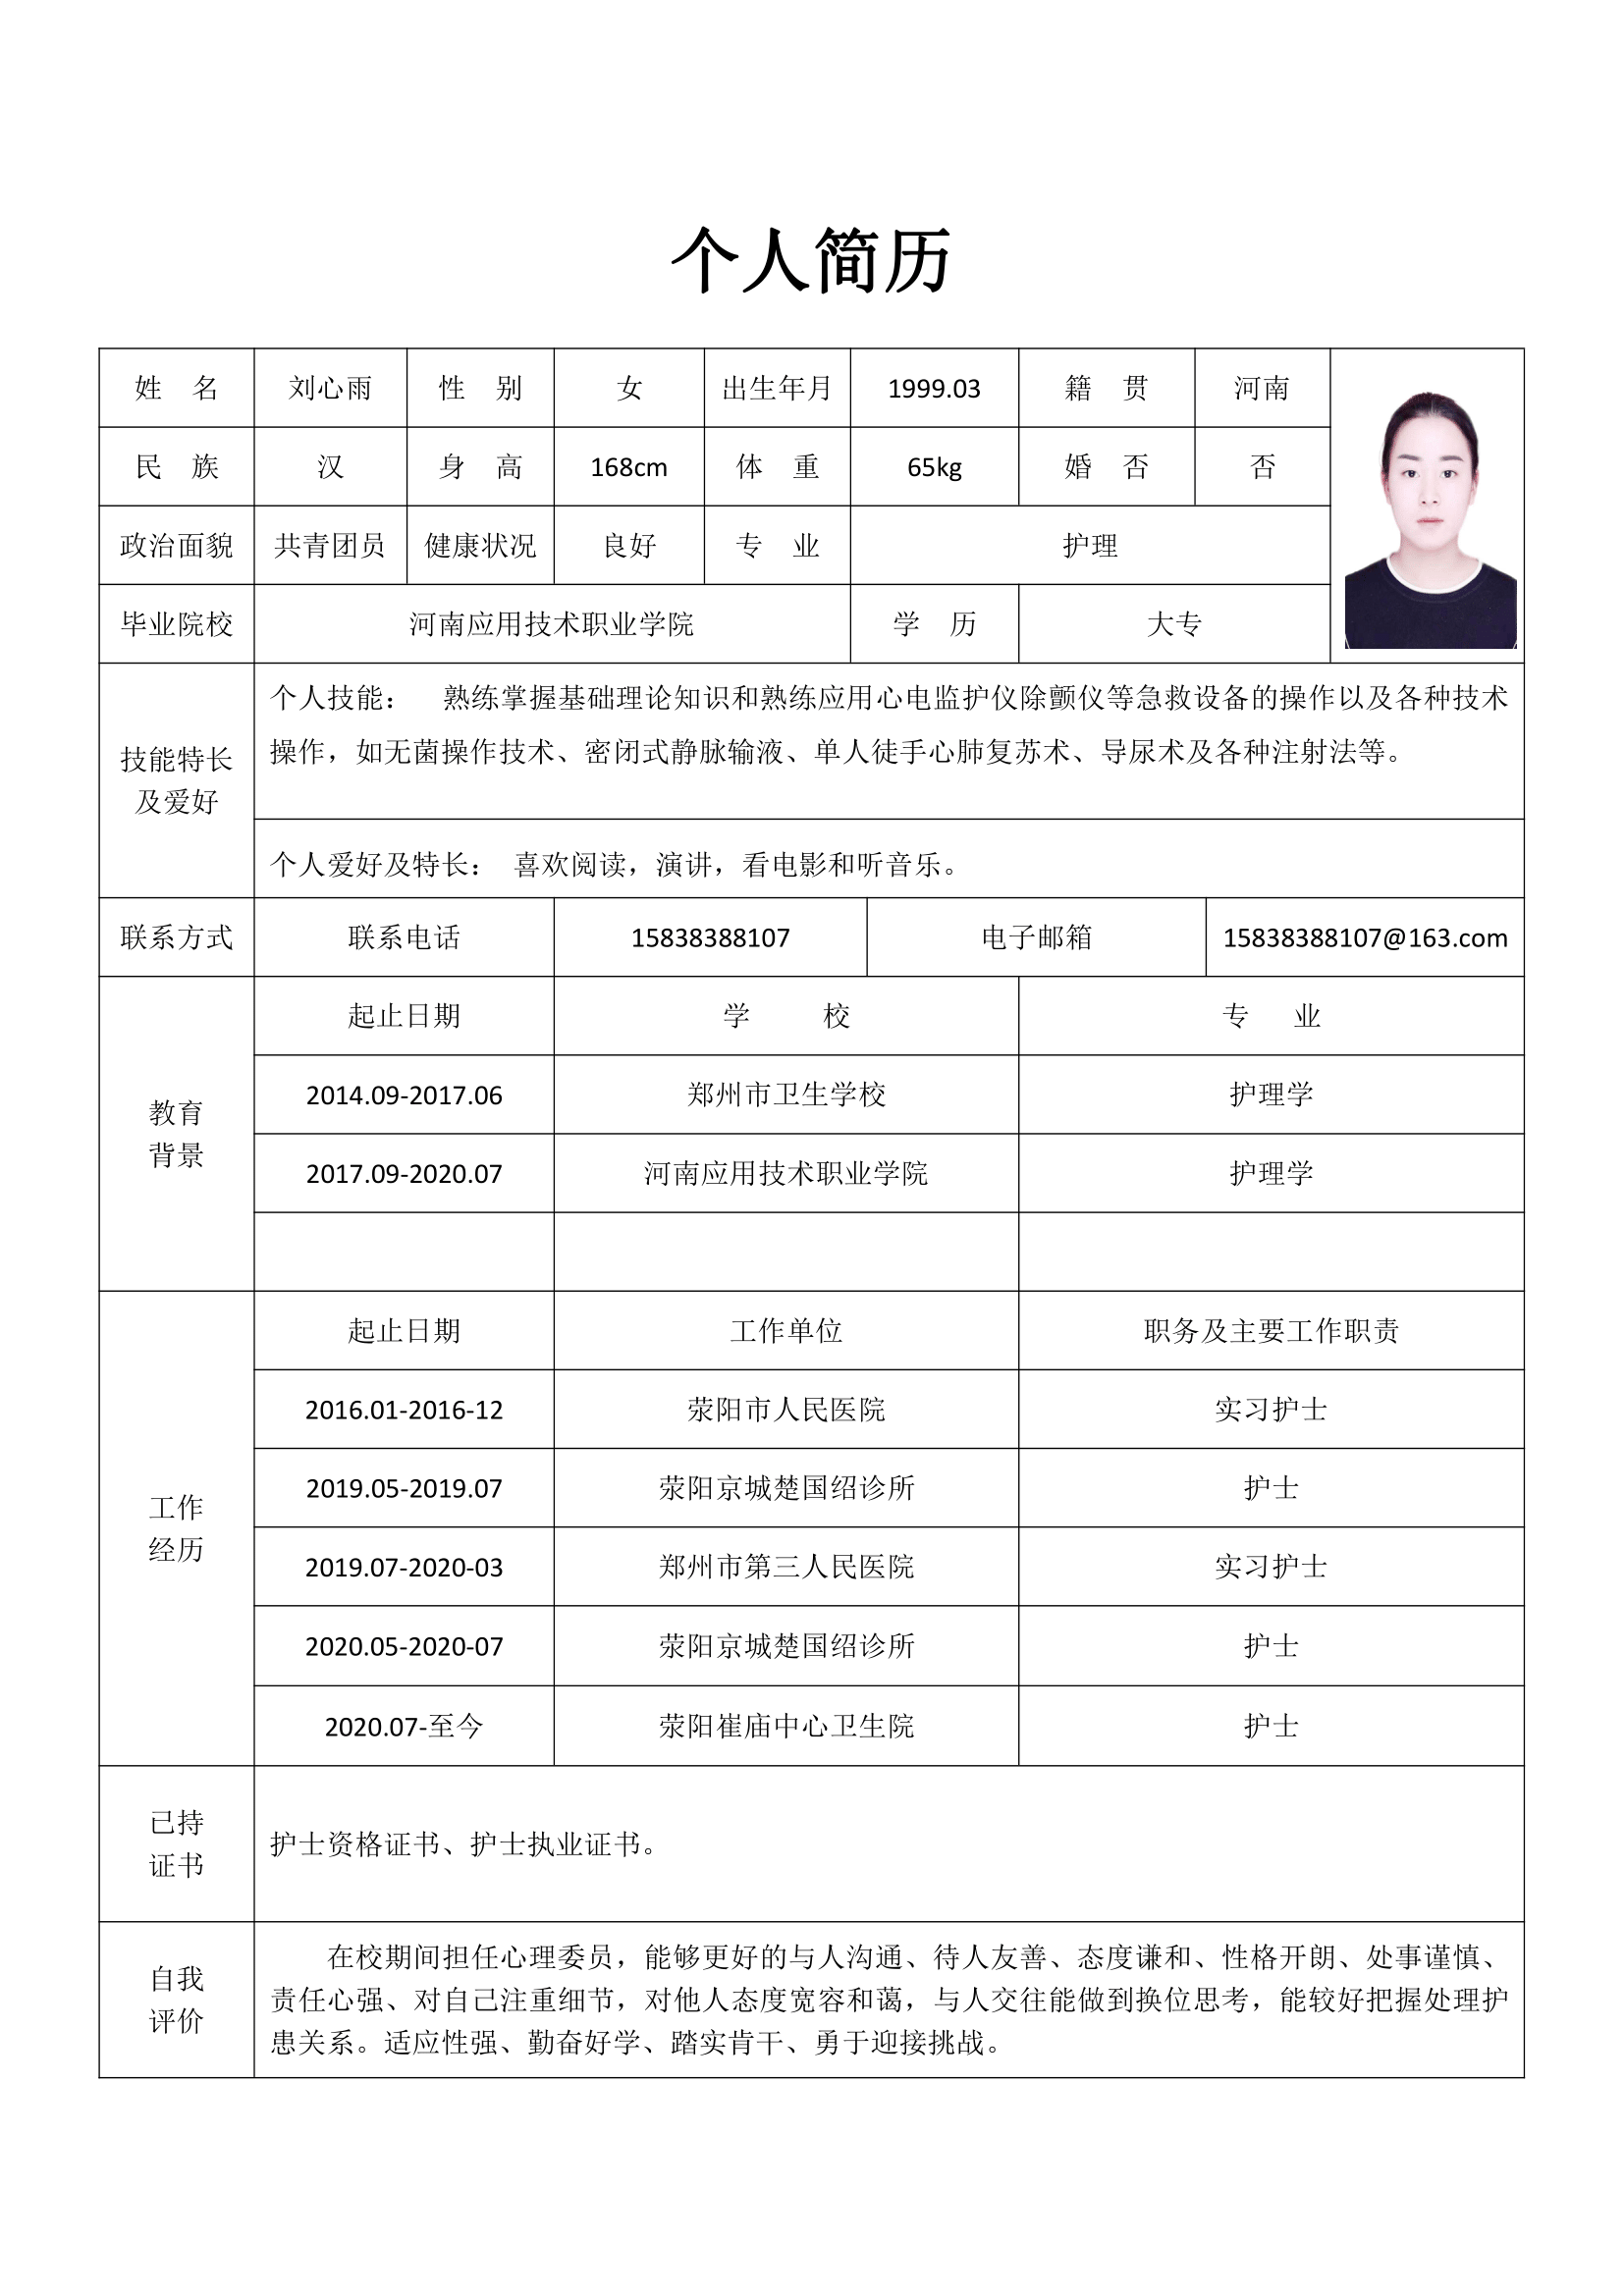 个人简历
姓 名 刘心雨 性 别 女 出生年月 1999.03 籍 贯 河南
民 族 汉 身 高 168cm 体 重 65kg 婚 否 否
政治面貌 共青团员 健康状况 良好 专 业 护理
毕业院校 河南应用技术职业学院 学 历 大专
技能特长
及爱好
个人技能： 熟练掌握基础理论知识和熟练应用心电监护仪除颤仪等急救设备的操作以及各种技术
操作，如无菌操作技术、密闭式静脉输液、单人徒手心肺复苏术、导尿术及各种注射法等。
个人爱好及特长： 喜欢阅读，演讲，看电影和听音乐。
联系方式 联系电话 15838388107 电子邮箱 15838388107@163.com
教育
背景
起止日期 学 校 专 业
2014.09-2017.06 郑州市卫生学校 护理学
2017.09-2020.07 河南应用技术职业学院 护理学
工作
经历
起止日期 工作单位 职务及主要工作职责
2016.01-2016-12 荥阳市人民医院 实习护士
2019.05-2019.07 荥阳京城楚国绍诊所 护士
2019.07-2020-03 郑州市第三人民医院 实习护士
2020.05-2020-07 荥阳京城楚国绍诊所 护士
2020.07-至今 荥阳崔庙中心卫生院 护士
已持
证书
护士资格证书、护士执业证书。
自我
评价
在校期间担任心理委员，能够更好的与人沟通、待人友善、态度谦和、性格开朗、处事谨慎、
责任心强、对自己注重细节，对他人态度宽容和蔼，与人交往能做到换位思考，能较好把握处理护
患关系。适应性强、勤奋好学、踏实肯干、勇于迎接挑战。